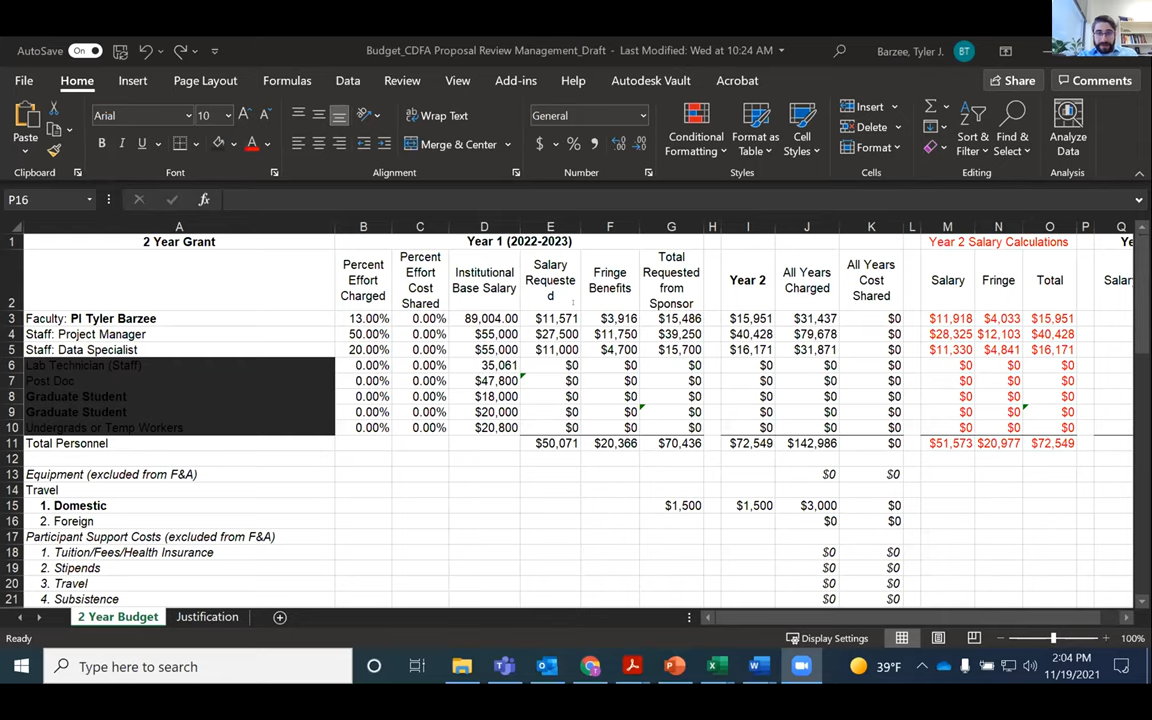 AutoSave On Budget_CDFA Proposal Review Management_Draft - Last Modified: Wed at 10:24 AM Barzee, Tyler J. BT
File Home Insert Page Layout Formulas Data Review View Add-ins Help Autodesk Vault Acrobat Share Comments
Paste Arial 10 Wrap Text General Conditional Formatting Format as Table Cell Styles Insert Sort & Filter Find & Select Analyze Data
B I U Merge & Center $ % Delete Format
Clipboard Font Alignment Number Styles Cells Editing Analysis
P16 fx
A B C D E F G H I J K L M N O P Q
1 2 Year Grant Year 1 (2022-2023) Year 2 Salary Calculations Ye
2 Percent Effort Charged Percent Effort Cost Shared Institutional Base Salary Salary Requeste d Fringe Benefits Total Requested from Sponsor Year 2 All Years Charged All Years Cost Shared Salary Fringe Total Salar
3 Faculty: PI Tyler Barzee 13.00% 0.00% 89,004.00 $11,571 $3,916 $15,486 $15,951 $31,437 $0 $11,918 $4,033 $15,951
4 Staff: Project Manager 50.00% 0.00% $55,000 $27,500 $11,750 $39,250 $40,428 $79,678 $0 $28,325 $12,103 $40,428
5 Staff: Data Specialist 20.00% 0.00% $55,000 $11,000 $4,700 $15,700 $16,171 $31,871 $0 $11,330 $4,841 $16,171
6 Lab Technician (Staff) 0.00% 0.00% 35,061 $0 $0 $0 $0 $0 $0 $0 $0 $0
7 Post Doc 0.00% 0.00% $47,800 $0 $0 $0 $0 $0 $0 $0 $0 $0
8 Graduate Student 0.00% 0.00% $18,000 $0 $0 $0 $0 $0 $0 $0 $0 $0
9 Graduate Student 0.00% 0.00% $20,000 $0 $0 $0 $0 $0 $0 $0 $0 $0
10 Undergrads or Temp Workers 0.00% 0.00% $20,800 $0 $0 $0 $0 $0 $0 $0 $0 $0
11 Total Personnel $50,071 $20,366 $70,436 $72,549 $142,986 $0 $51,573 $20,977 $72,549
12
13 Equipment (excluded from F&A) $0 $0
14 Travel
15 1. Domestic $1,500 $1,500 $3,000 $0
16 2. Foreign $0 $0
17 Participant Support Costs (excluded from F&A)
18 1. Tuition/Fees/Health Insurance $0 $0
19 2. Stipends $0 $0
20 3. Travel $0 $0
21 4. Subsistence $0 $0
2 Year Budget Justification
Ready Display Settings 100%
Type here to search 39°F 2:04 PM
11/19/2021